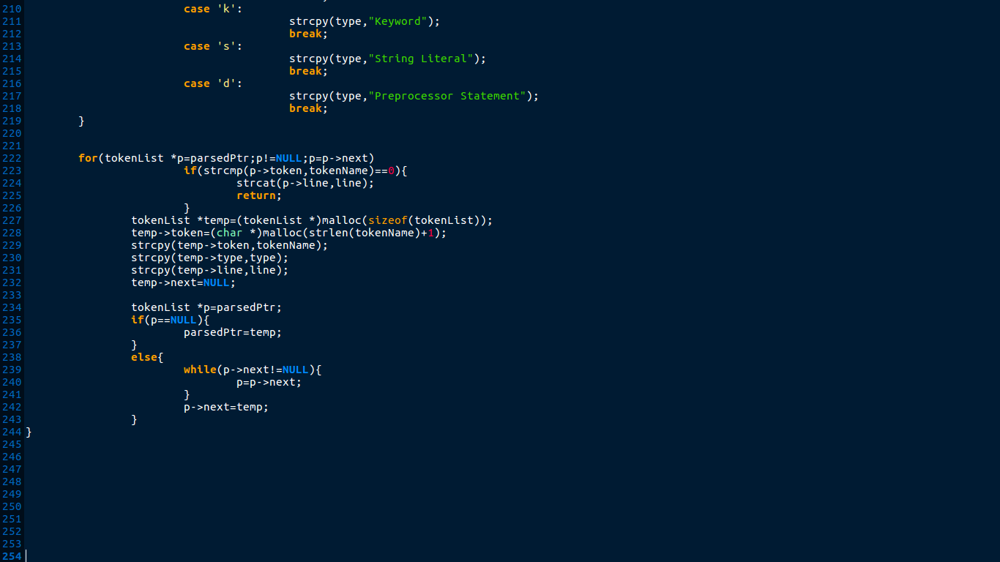 210 case 'k':
211 strcpy(type,"Keyword");
212 break;
213 case 's':
214 strcpy(type,"String Literal");
215 break;
216 case 'd':
217 strcpy(type,"Preprocessor Statement");
218 break;
219 }
220
221
222 for(tokenList *p=parsedPtr;p!=NULL;p=p->next)
223 if(strcmp(p->token,tokenName)==0){
224 strcat(p->line,line);
225 return;
226 }
227 tokenList *temp=(tokenList *)malloc(sizeof(tokenList));
228 temp->token=(char *)malloc(strlen(tokenName)+1);
229 strcpy(temp->token,tokenName);
230 strcpy(temp->type,type);
231 strcpy(temp->line,line);
232 temp->next=NULL;
233
234 tokenList *p=parsedPtr;
235 if(p==NULL){
236 parsedPtr=temp;
237 }
238 else{
239 while(p->next!=NULL){
240 p=p->next;
241 }
242 p->next=temp;
243 }
244 }
245
246
247
248
249
250
251
252
253
254